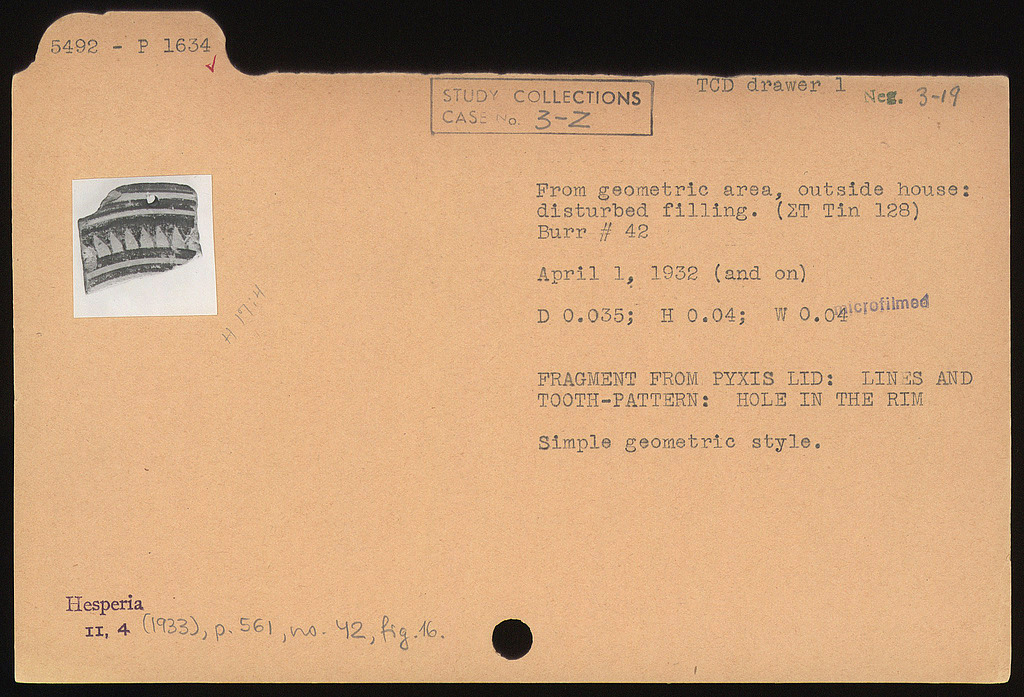 5492 - P 1634
STUDY COLLECTIONS
CASE No. 3-Z
TCD drawer 1
Neg. 3-19
From geometric area, outside house:
disturbed filling. (ΣT Tin 128)
Burr # 42
April 1, 1932 (and on)
D 0.035; H 0.04; W 0.04
microfilmed
H 17:4
FRAGMENT FROM PYXIS LID: LINES AND
TOOTH-PATTERN: HOLE IN THE RIM
Simple geometric style.
Hesperia
II, 4 (1933), p. 561, no. 42, fig. 16.